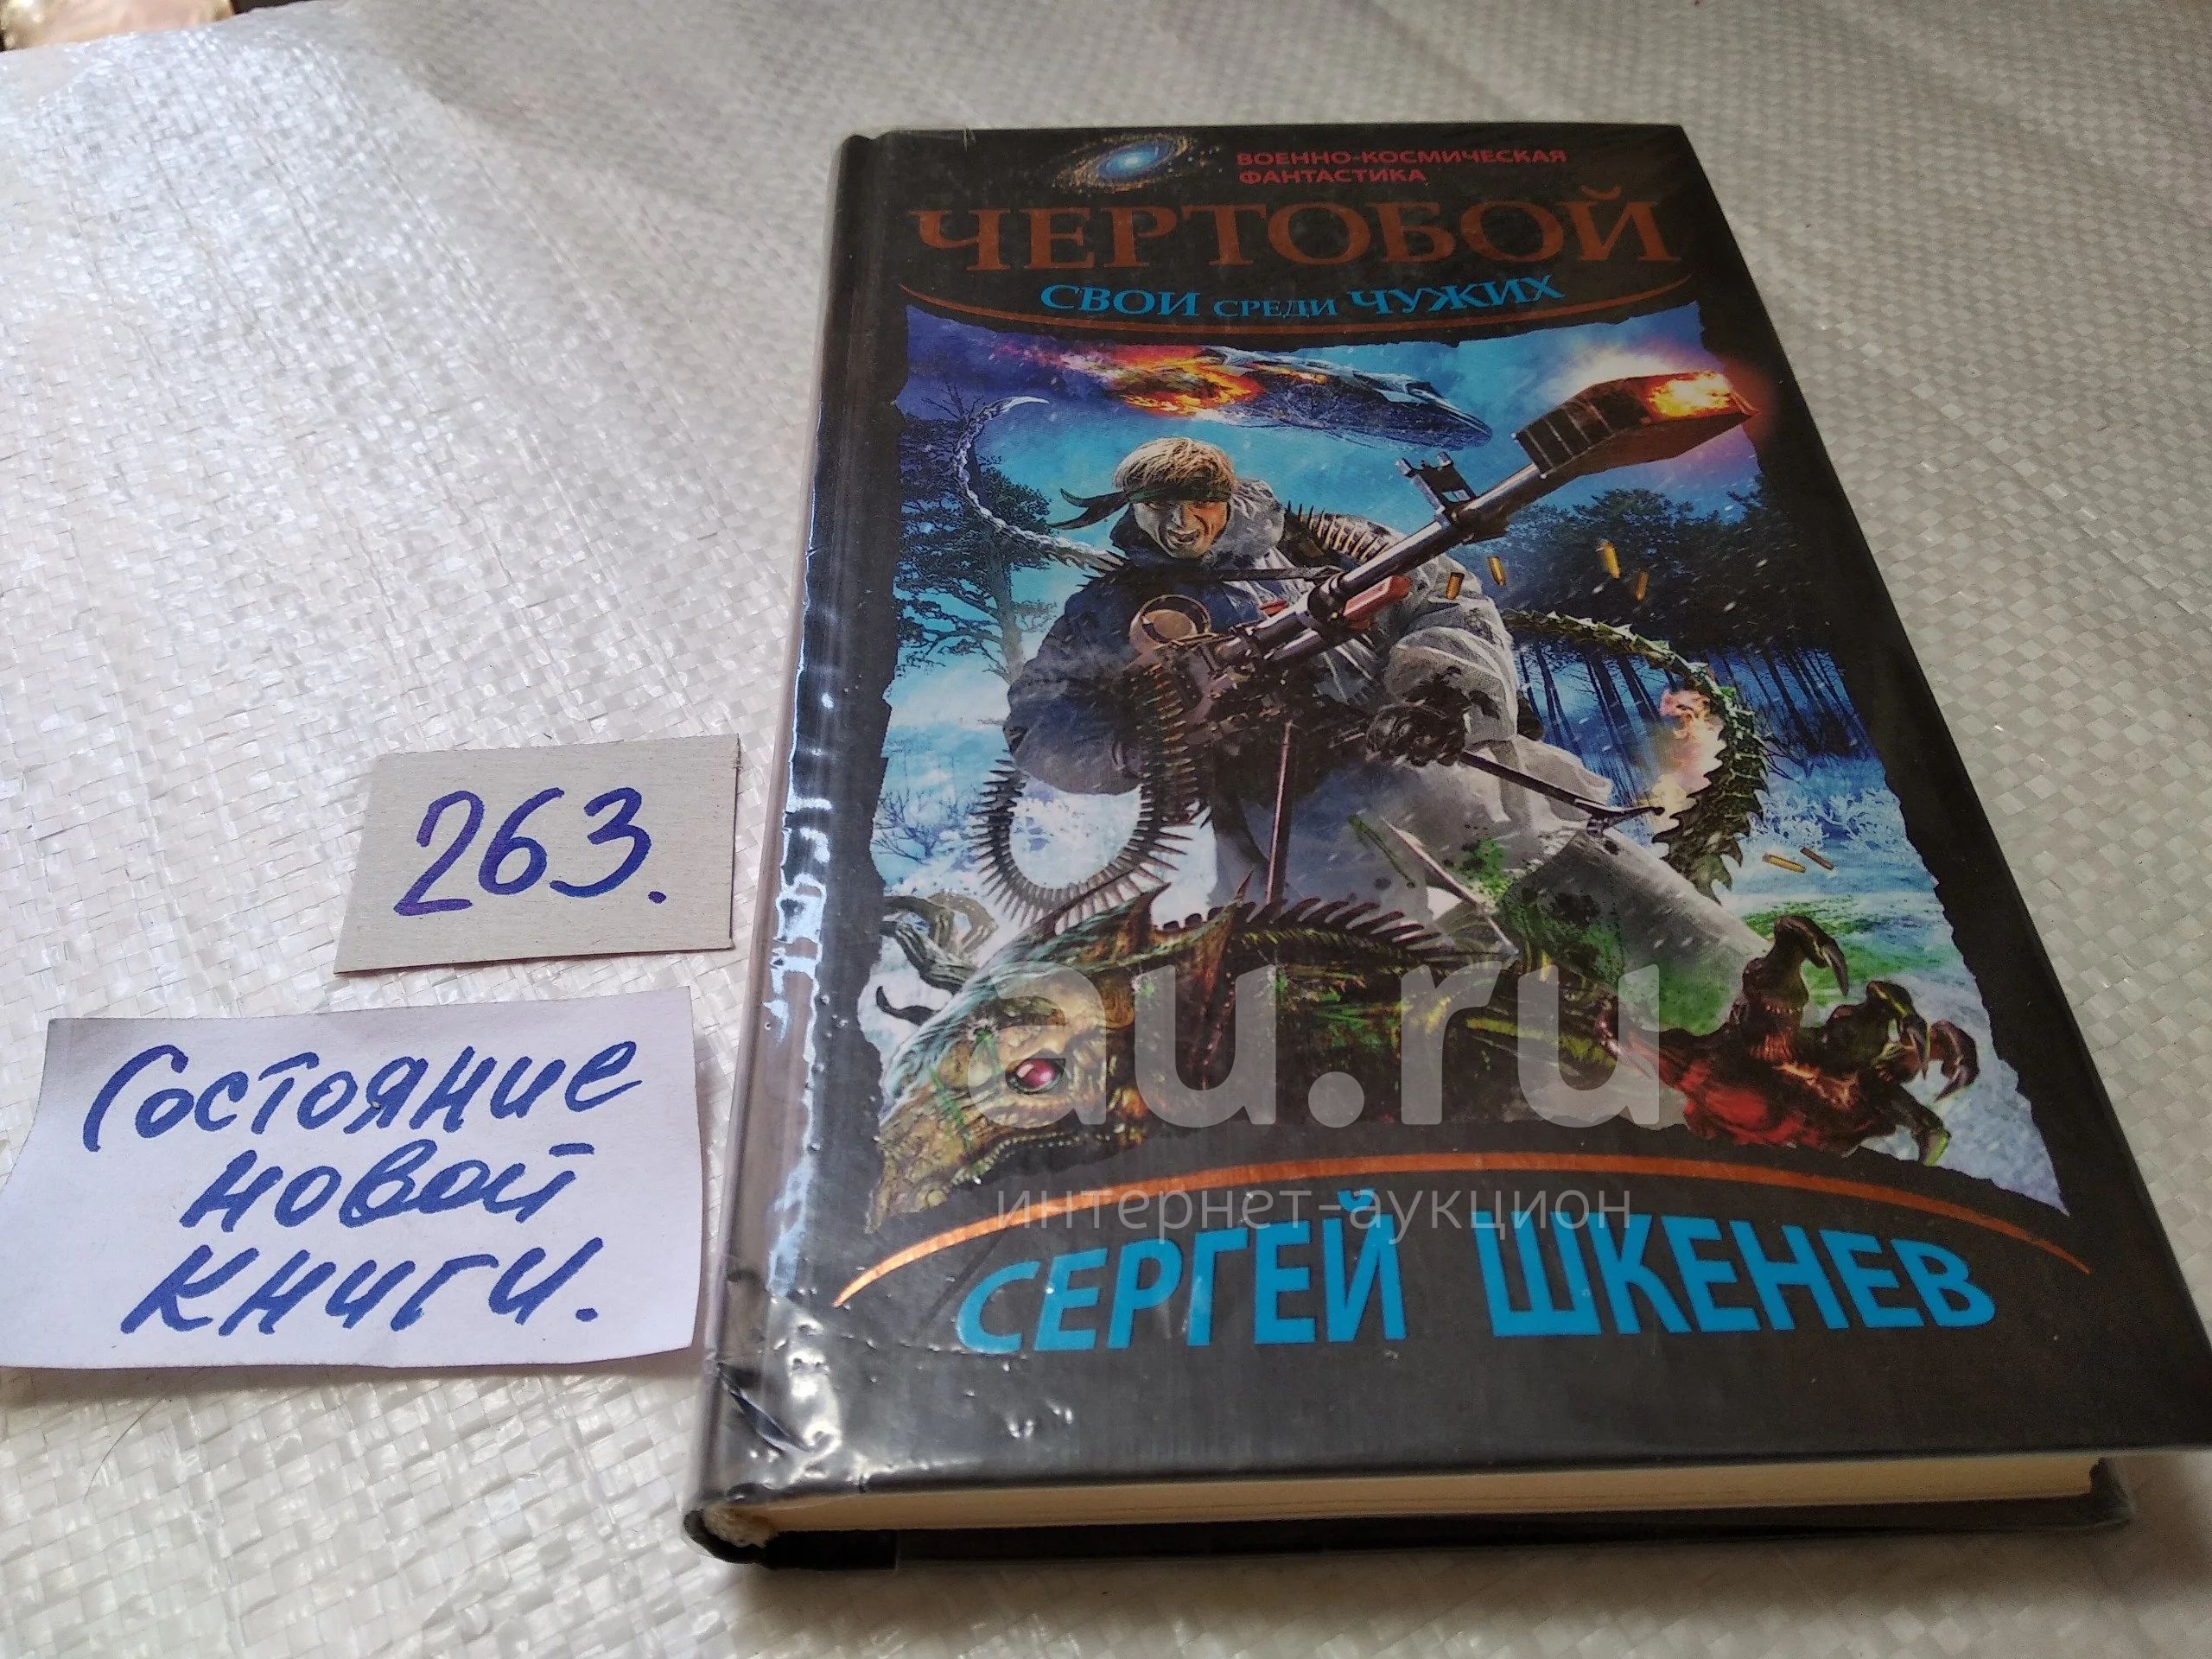 ВОЕННО-КОСМИЧЕСКАЯ
ФАНТАСТИКА
ЧЕРТОБОЙ
СВОИ СРЕДИ ЧУЖИХ
263.
Состояние
новой
книги.
au.ru
интернет-аукцион
СЕРГЕЙ ШКЕНЕВ